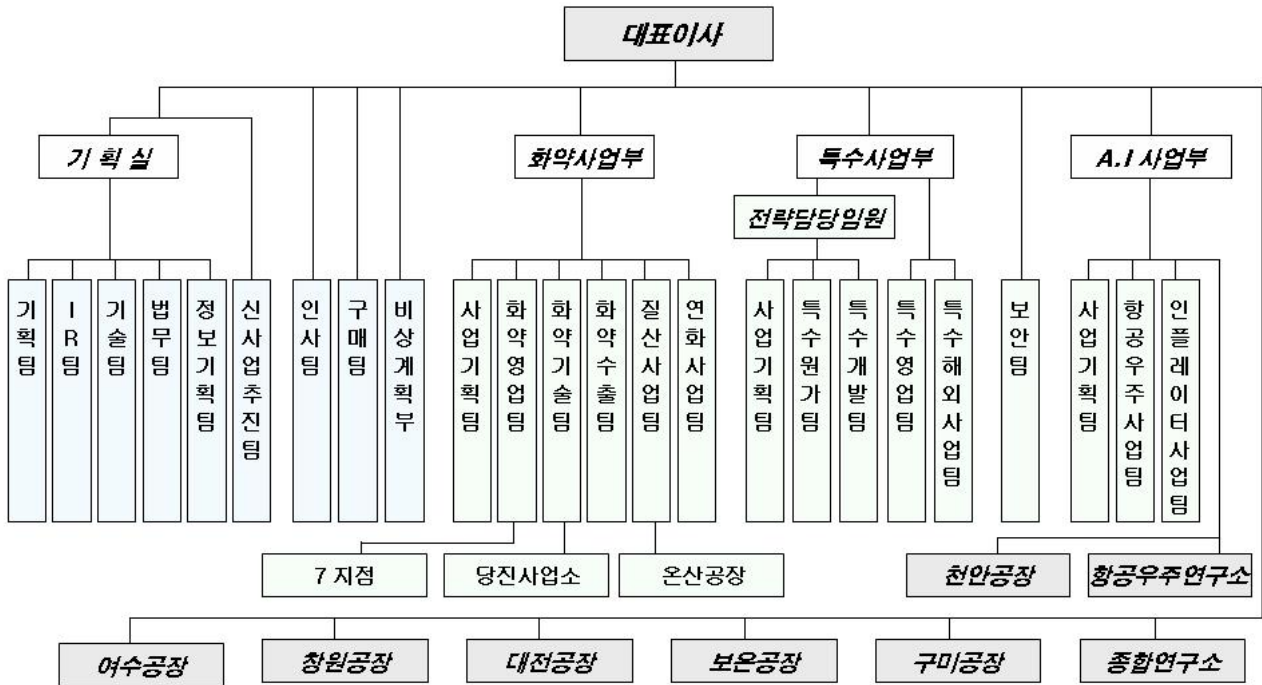 대표이사
기획실
화약사업부
특수사업부
A.I 사업부
전략담당임원
기획팀
IR팀
기술팀
법무팀
정보기획팀
신사업추진팀
인사팀
구매팀
비상계획부
사업기획팀
화약영업팀
화약기술팀
화약수출팀
질산사업팀
연화사업팀
사업기획팀
특수원가팀
특수개발팀
특수영업팀
특수해외사업팀
보안팀
사업기획팀
항공우주사업팀
인플레이터사업팀
7 지점
당진사업소
온산공장
천안공장
항공우주연구소
여수공장
창원공장
대전공장
보은공장
구미공장
종합연구소